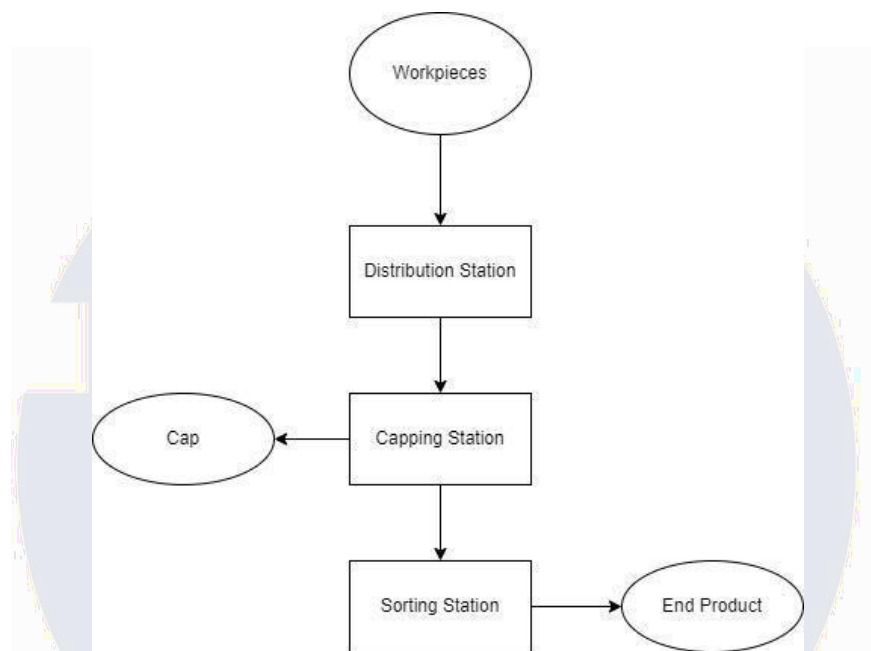 Workpieces
Distribution Station
Cap
Capping Station
Sorting Station
End Product